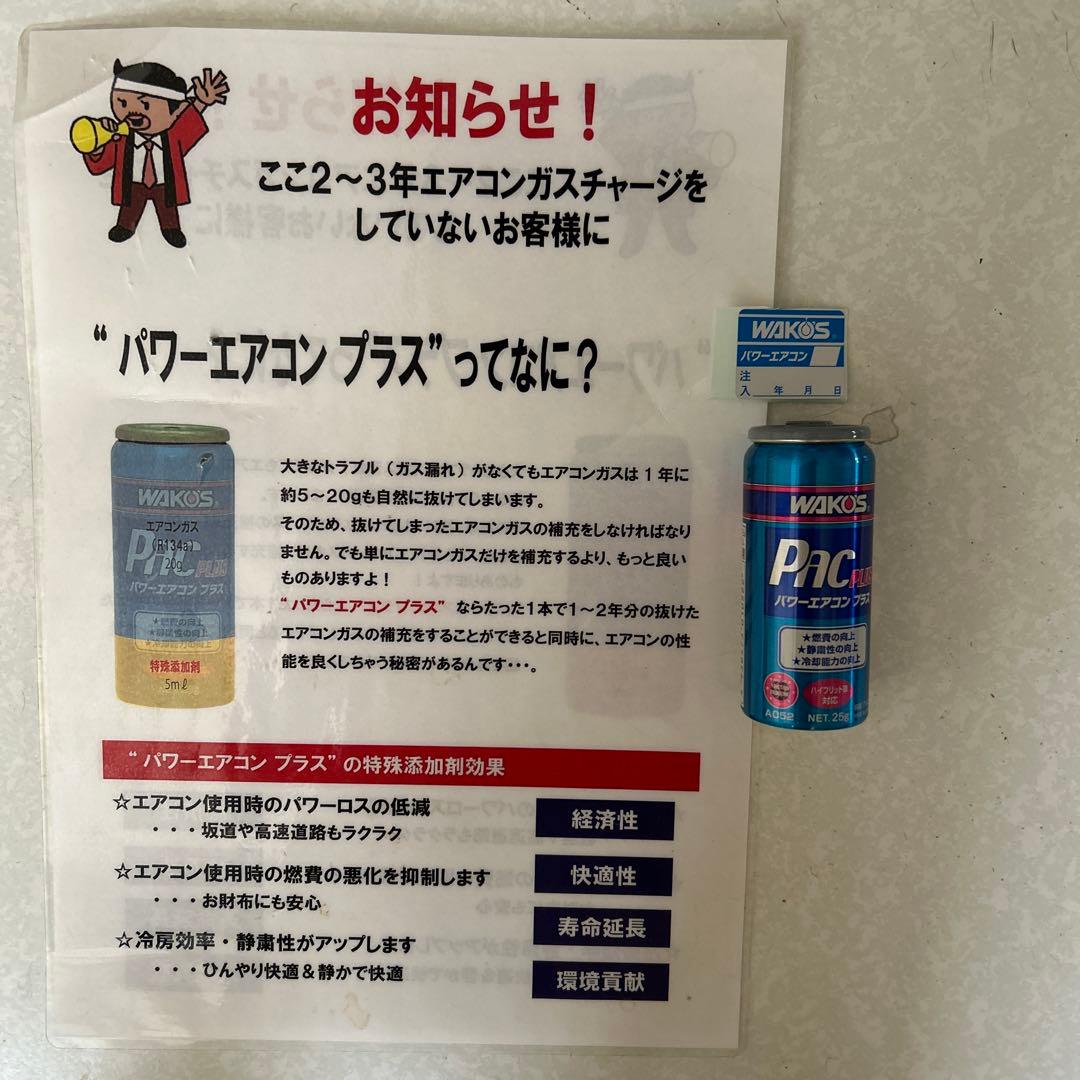 お知らせ！
ここ２～３年エアコンガスチャージを
していないお客様に
“パワーエアコン プラス”ってなに？
WAKO'S
エアコンガス
(R134a)
20g
PAC PLUS
パワーエアコン プラス
★燃費の向上
★静粛性の向上
★冷却能力の向上
特殊添加剤
5mℓ
大きなトラブル（ガス漏れ）がなくてもエアコンガスは１年に
約5～20gも自然に抜けてしまいます。
そのため、抜けてしまったエアコンガスの補充をしなければなり
ません。でも単にエアコンガスだけを補充するより、もっと良い
ものありますよ！
“パワーエアコン プラス” ならたった1本で1～2年分の抜けた
エアコンガスの補充をすることができると同時に、エアコンの性
能を良くしちゃう秘密があるんです・・・。
“パワーエアコン プラス”の特殊添加剤効果
☆エアコン使用時のパワーロスの低減
・・・坂道や高速道路もラクラク
☆エアコン使用時の燃費の悪化を抑制します
・・・お財布にも安心
☆冷房効率・静粛性がアップします
・・・ひんやり快適＆静かで快適
経済性
快適性
寿命延長
環境貢献
WAKO'S®
パワーエアコン
注
入 年 月 日
WAKO'S®
PAC PLUS
パワーエアコン プラス
★燃費の向上
★静粛性の向上
★冷却能力の向上
ハイブリッド車
対応
A052 NET.25g